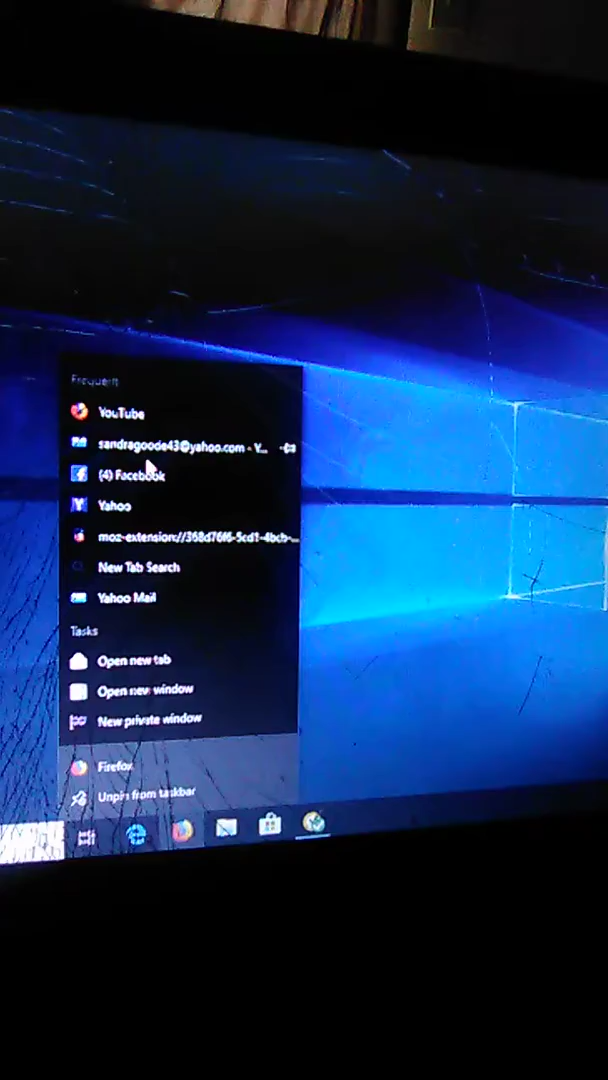 Frequent
YouTube
sandragoode43@yahoo.com - Y...
(4) Facebook
Yahoo
moz-extension://368d76f6-5cd1-4bcb-...
New Tab Search
Yahoo Mail
Tasks
Open new tab
Open new window
New private window
Firefox
Unpin from taskbar